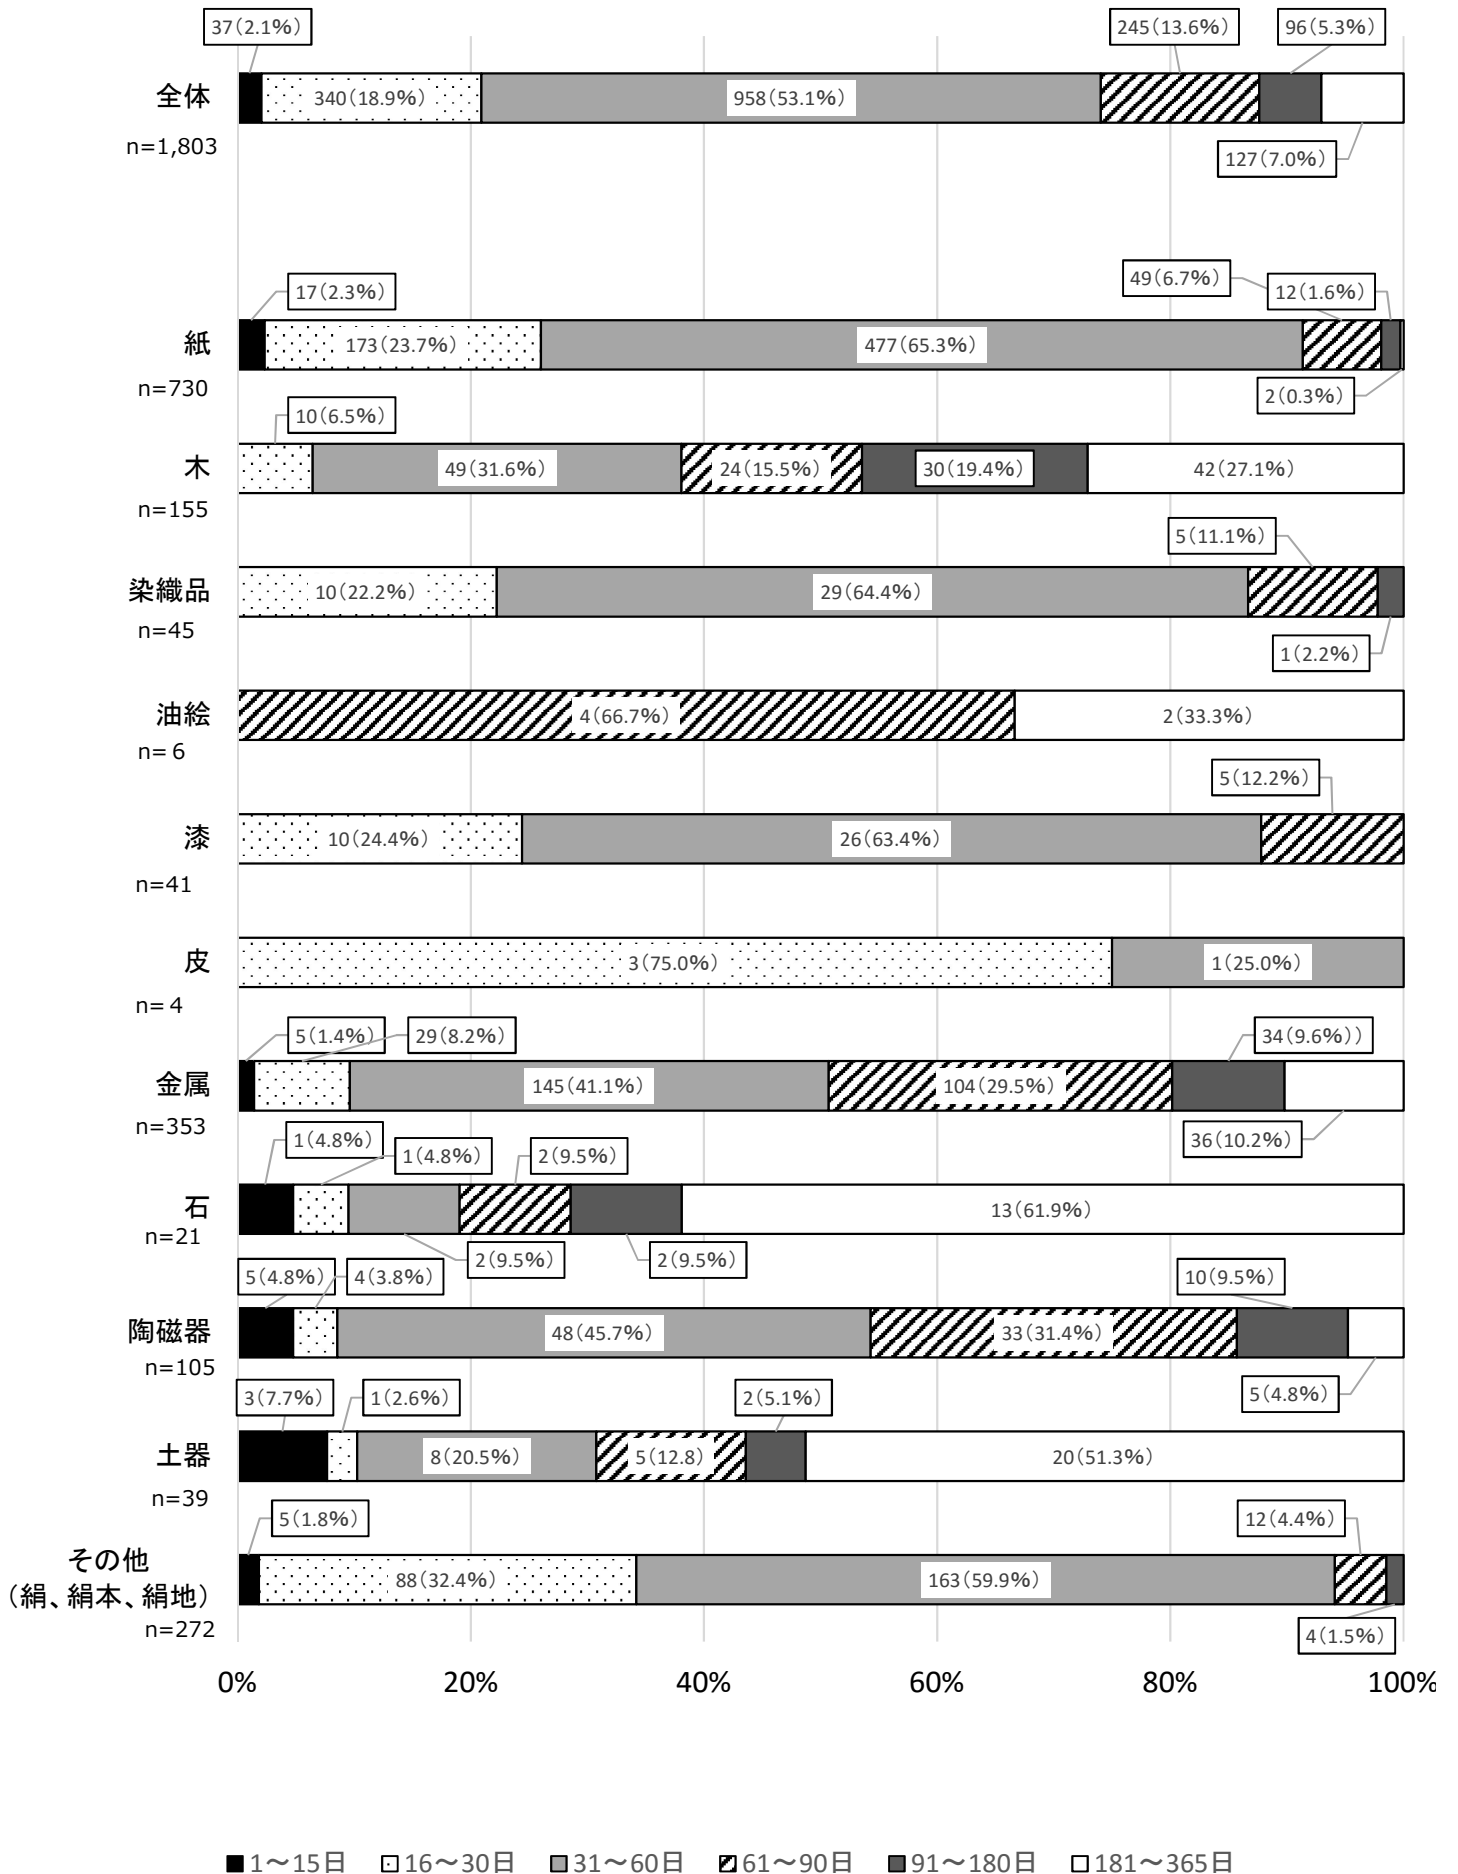 37(2.1%)
245(13.6%)
96(5.3%)
全体
340(18.9%)
958(53.1%)
n=1,803
127(7.0%)
49(6.7%)
17(2.3%)
12(1.6%)
紙
173(23.7%)
477(65.3%)
n=730
2(0.3%)
10(6.5%)
木
49(31.6%)
24(15.5%)
30(19.4%)
42(27.1%)
n=155
5(11.1%)
染織品
10(22.2%)
29(64.4%)
n=45
1(2.2%)
油絵
4(66.7%)
2(33.3%)
n=6
5(12.2%)
漆
10(24.4%)
26(63.4%)
n=41
皮
3(75.0%)
1(25.0%)
n=4
5(1.4%)
29(8.2%)
34(9.6%))
金属
145(41.1%)
104(29.5%)
n=353
36(10.2%)
1(4.8%)
1(4.8%)
2(9.5%)
石
13(61.9%)
n=21
2(9.5%)
2(9.5%)
5(4.8%)
4(3.8%)
10(9.5%)
陶磁器
48(45.7%)
33(31.4%)
n=105
5(4.8%)
3(7.7%)
1(2.6%)
2(5.1%)
土器
8(20.5%)
5(12.8)
20(51.3%)
n=39
5(1.8%)
12(4.4%)
その他
(絹、絹本、絹地)
88(32.4%)
163(59.9%)
n=272
4(1.5%)
0%
20%
40%
60%
80%
100%
1～15日
16～30日
31～60日
61～90日
91～180日
181～365日